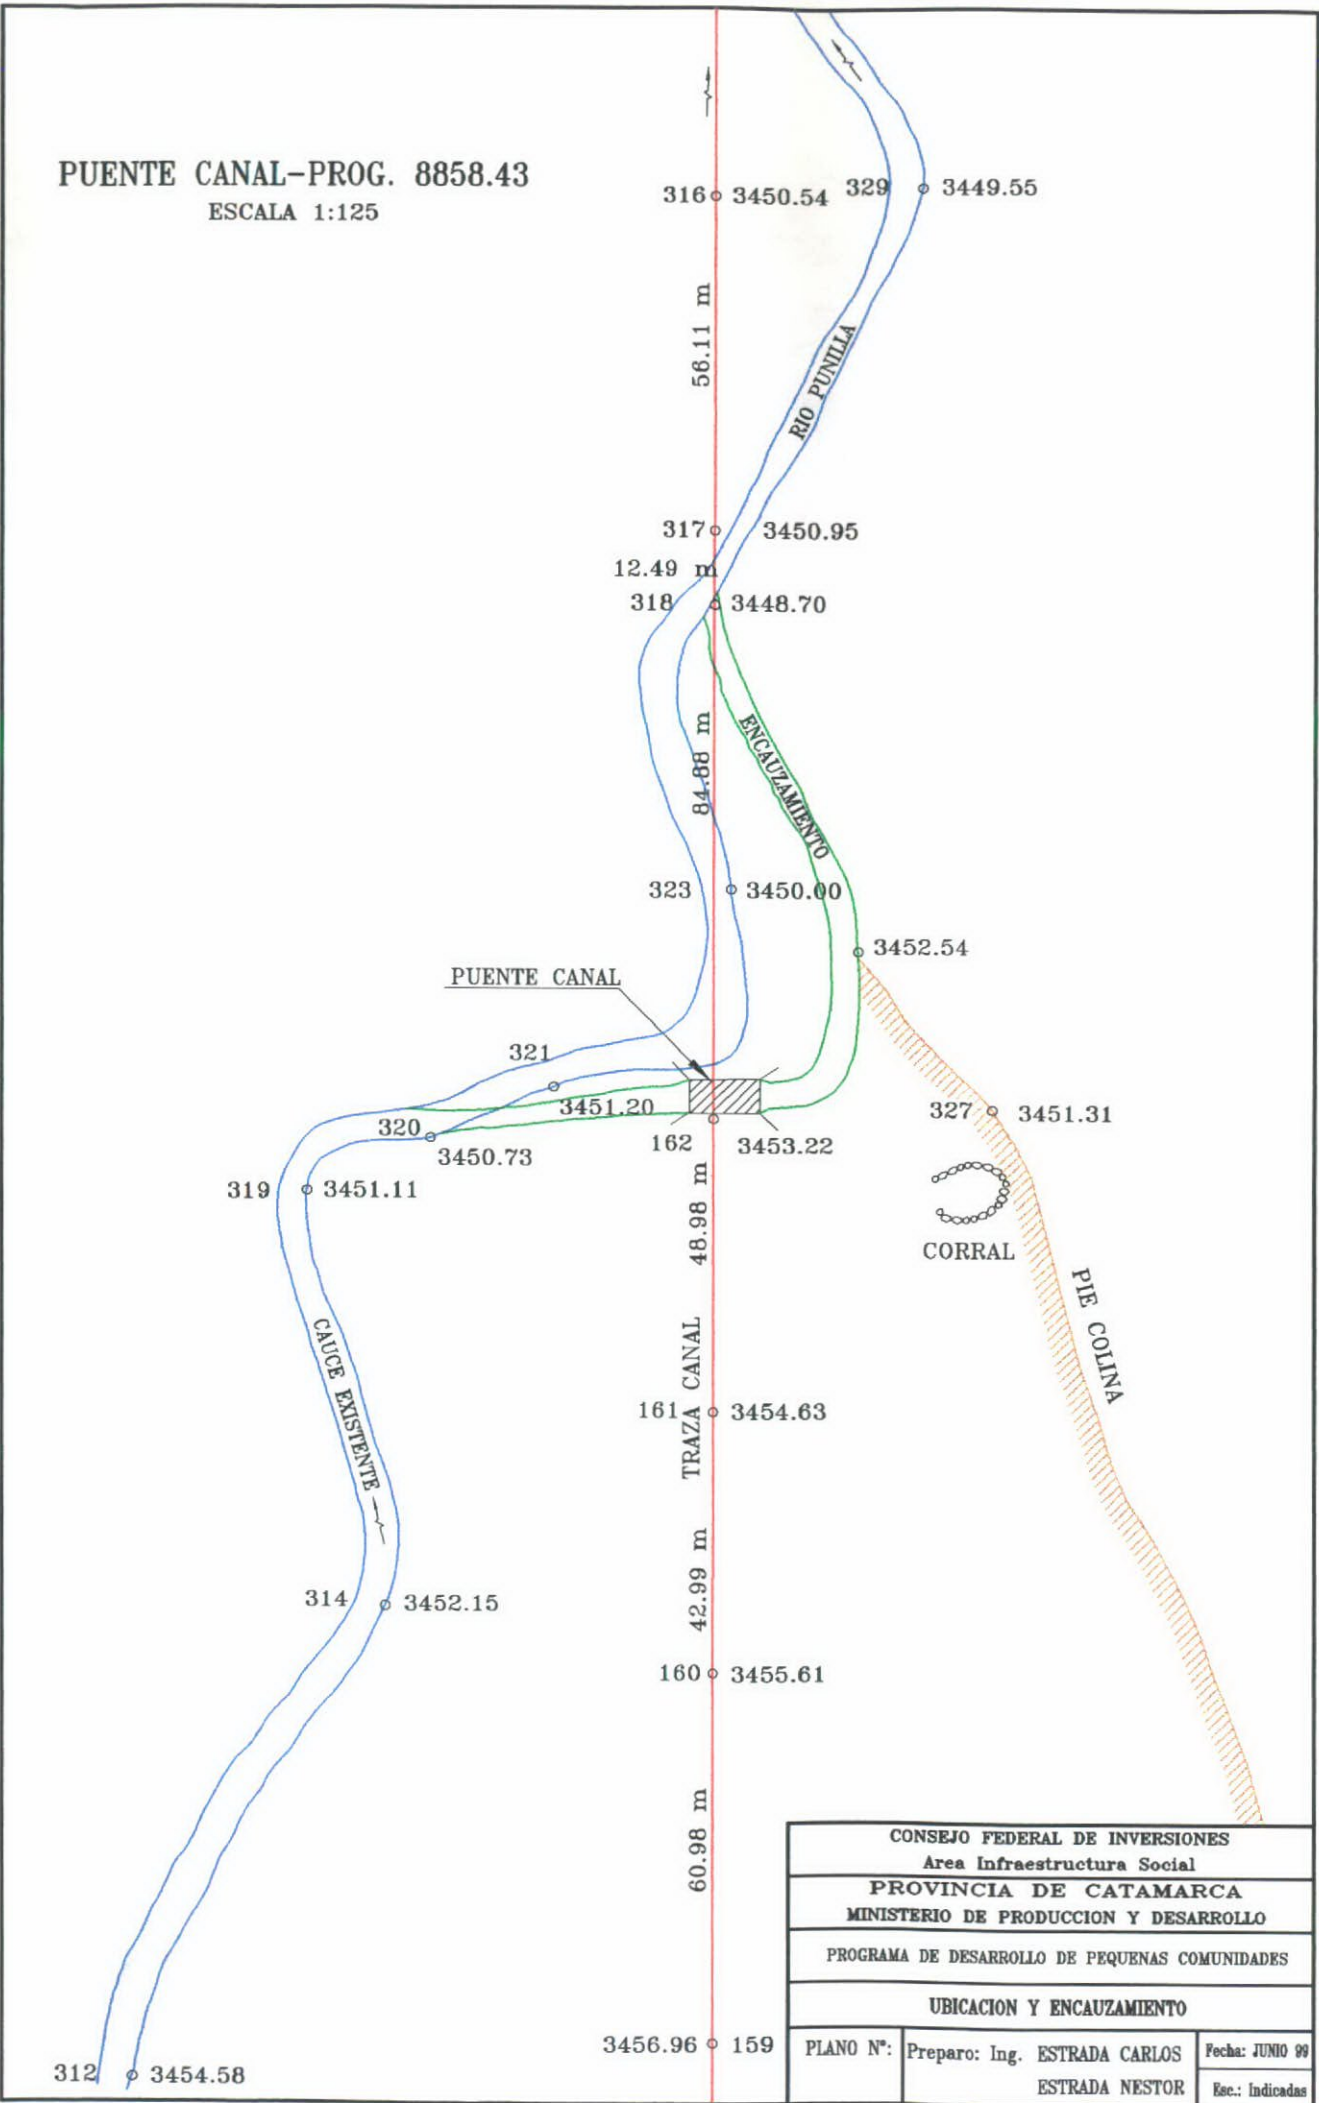 PUENTE CANAL-PROG. 8858.43
ESCALA 1:125
316 3450.54
329 3449.55
56.11 m
RIO PUNILLA
317 3450.95
12.49 m
318 3448.70
84.88 m
ENCAUZAMIENTO
323 3450.00
3452.54
PUENTE CANAL
321
3451.20
320
3450.73
162 3453.22
327 3451.31
319 3451.11
48.98 m
CORRAL
PIE COLINA
CAUCE EXISTENTE
TRAZA CANAL
161 3454.63
42.99 m
314 3452.15
160 3455.61
60.98 m
3456.96 159
312 3454.58
CONSEJO FEDERAL DE INVERSIONES
Area Infraestructura Social
PROVINCIA DE CATAMARCA
MINISTERIO DE PRODUCCION Y DESARROLLO
PROGRAMA DE DESARROLLO DE PEQUENAS COMUNIDADES
UBICACION Y ENCAUZAMIENTO
PLANO Nº:
Preparo: Ing. ESTRADA CARLOS
ESTRADA NESTOR
Fecha: JUNIO 99
Esc.: Indicadas